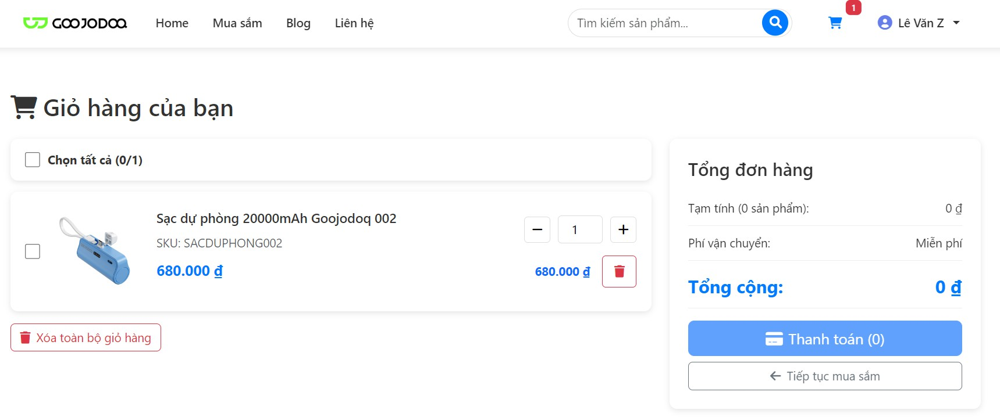 GOOJODOQ Home Mua sắm Blog Liên hệ Tìm kiếm sản phẩm... 1 Lê Văn Z
Giỏ hàng của bạn
Chọn tất cả (0/1)
Sạc dự phòng 20000mAh Goojodoq 002
SKU: SACDUPHONG002
680.000 ₫
1
680.000 ₫
Xóa toàn bộ giỏ hàng
Tổng đơn hàng
Tạm tính (0 sản phẩm): 0 ₫
Phí vận chuyển: Miễn phí
Tổng cộng: 0 ₫
Thanh toán (0)
Tiếp tục mua sắm